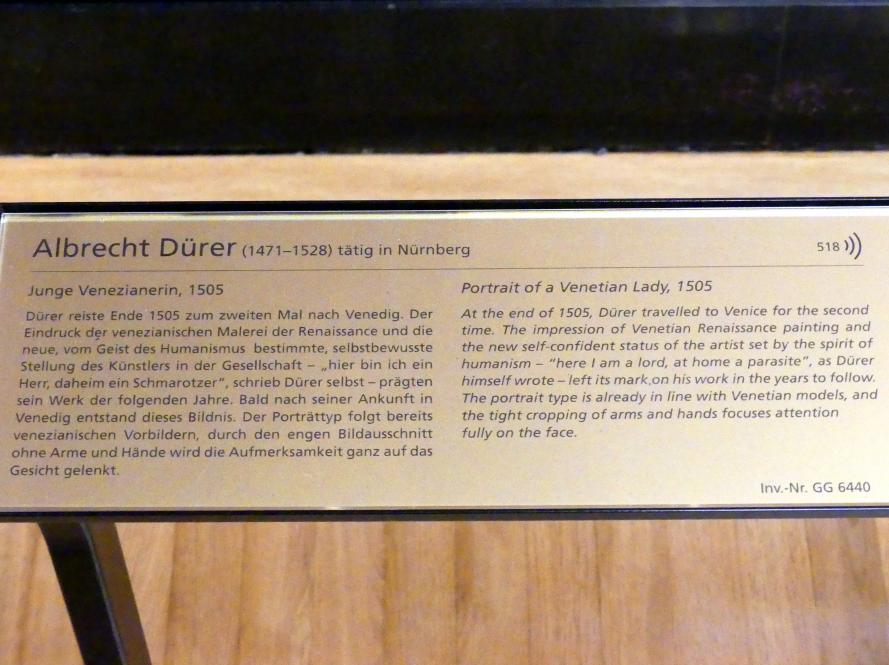 Albrecht Dürer (1471–1528) tätig in Nürnberg
518
Junge Venezianerin, 1505
Dürer reiste Ende 1505 zum zweiten Mal nach Venedig. Der
Eindruck der venezianischen Malerei der Renaissance und die
neue, vom Geist des Humanismus bestimmte, selbstbewusste
Stellung des Künstlers in der Gesellschaft – „hier bin ich ein
Herr, daheim ein Schmarotzer“, schrieb Dürer selbst – prägten
sein Werk der folgenden Jahre. Bald nach seiner Ankunft in
Venedig entstand dieses Bildnis. Der Porträttyp folgt bereits
venezianischen Vorbildern, durch den engen Bildausschnitt
ohne Arme und Hände wird die Aufmerksamkeit ganz auf das
Gesicht gelenkt.
Portrait of a Venetian Lady, 1505
At the end of 1505, Dürer travelled to Venice for the second
time. The impression of Venetian Renaissance painting and
the new self-confident status of the artist set by the spirit of
humanism – “here I am a lord, at home a parasite”, as Dürer
himself wrote – left its mark on his work in the years to follow.
The portrait type is already in line with Venetian models, and
the tight cropping of arms and hands focuses attention
fully on the face.
Inv.-Nr. GG 6440